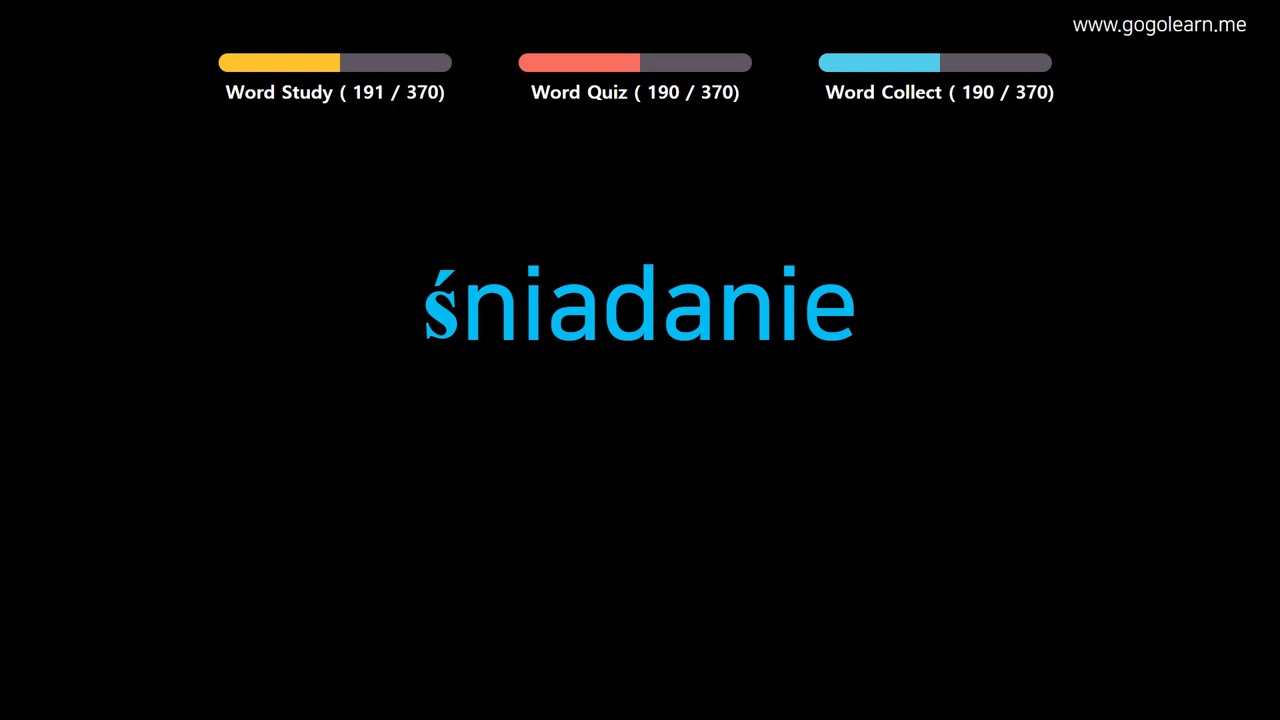 www.gogolearn.me
Word Study ( 191 / 370)
Word Quiz ( 190 / 370)
Word Collect ( 190 / 370)
śniadanie